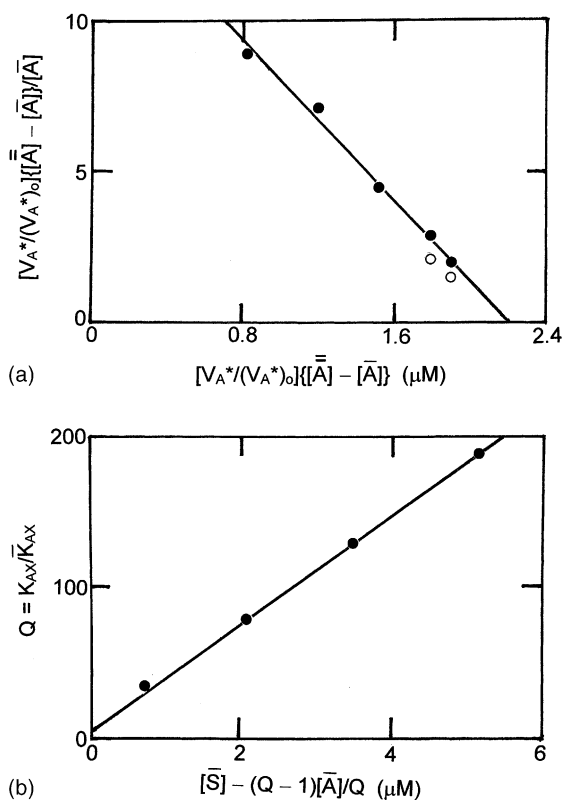 10
5
0
[V_A*/(V_A*)_o]{[A̿] − [A̅]}/[A̅]
0 0.8 1.6 2.4
(a)
[V_A*/(V_A*)_o]{[A̿] − [A̅]} (μM)
200
100
0
Q = K_AX/K̅_AX
0 2 4 6
(b)
[S̅] − (Q − 1)[A̅]/Q (μM)